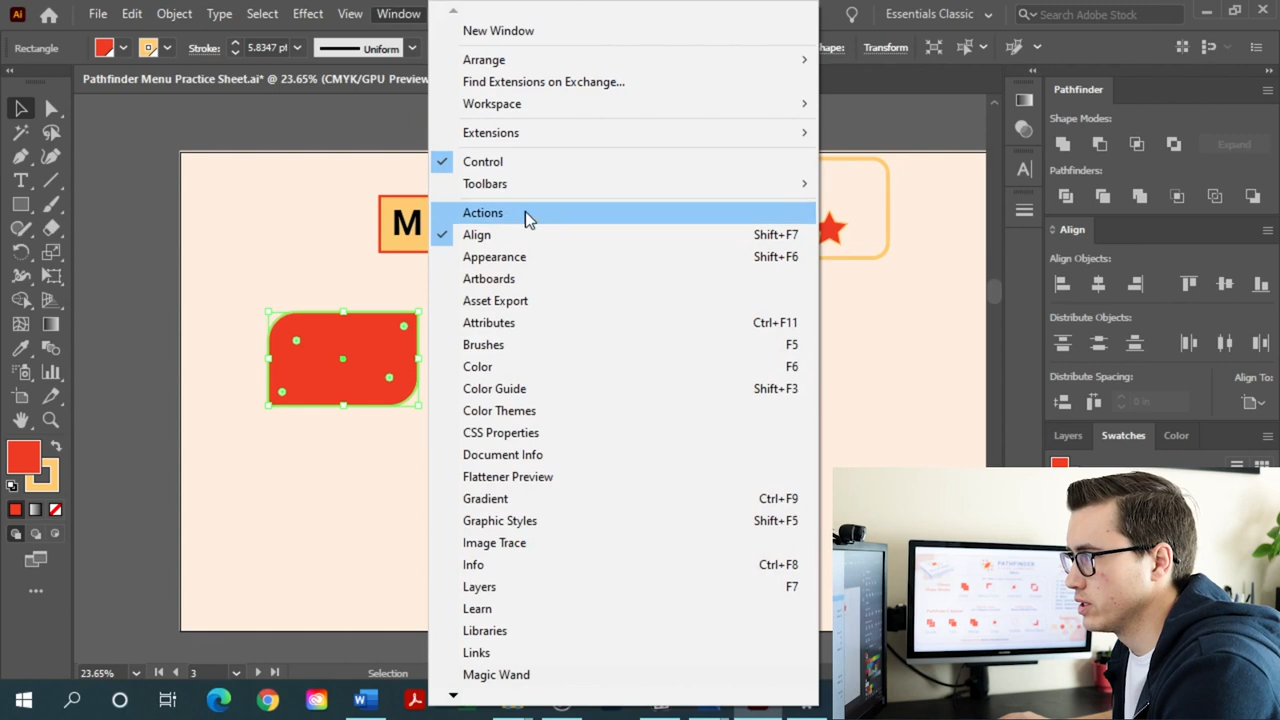 Ai File Edit Object Type Select Effect View Window Essentials Classic Search Adobe Stock
Rectangle Stroke: 5.8347 pt Uniform Shape: Transform
Pathfinder Menu Practice Sheet.ai* @ 23.65% (CMYK/GPU Preview
M
New Window
Arrange
Find Extensions on Exchange...
Workspace
Extensions
Control
Toolbars
Actions
Align Shift+F7
Appearance Shift+F6
Artboards
Asset Export
Attributes Ctrl+F11
Brushes F5
Color F6
Color Guide Shift+F3
Color Themes
CSS Properties
Document Info
Flattener Preview
Gradient Ctrl+F9
Graphic Styles Shift+F5
Image Trace
Info Ctrl+F8
Layers F7
Learn
Libraries
Links
Magic Wand
Pathfinder
Shape Modes:
Expand
Pathfinders:
Align
Align Objects:
Distribute Objects:
Distribute Spacing: Align To:
0 in
Layers Swatches Color
PATHFINDER
23.65% 3 Selection